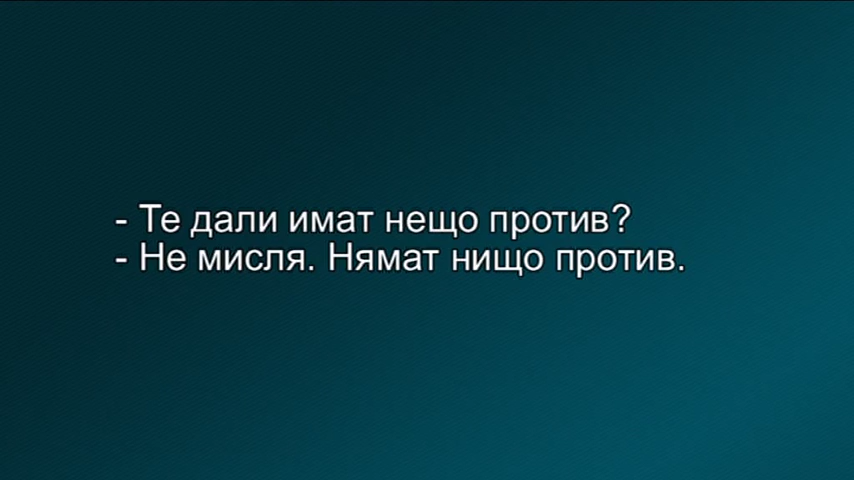 - Те дали имат нещо против?
- Не мисля. Нямат нищо против.